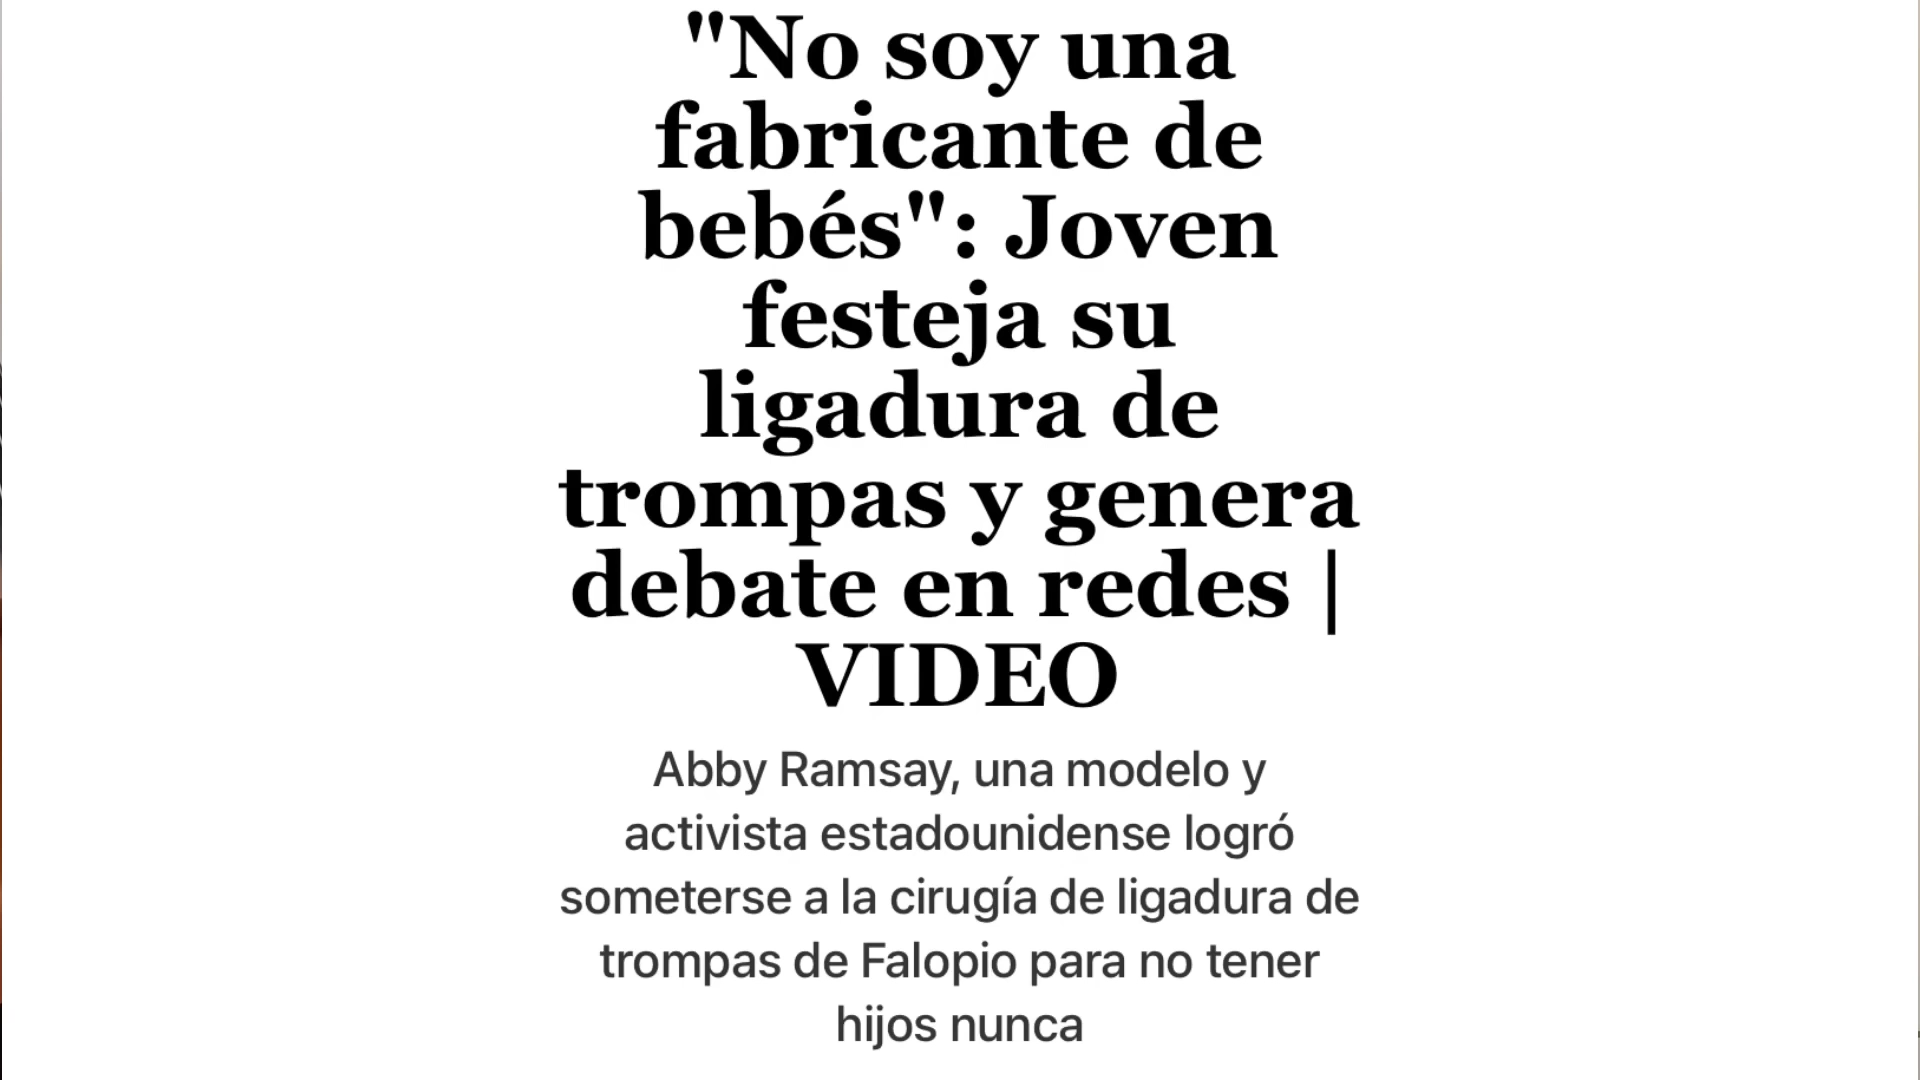 "No soy una
fabricante de
bebés": Joven
festeja su
ligadura de
trompas y genera
debate en redes |
VIDEO
Abby Ramsay, una modelo y
activista estadounidense logró
someterse a la cirugía de ligadura de
trompas de Falopio para no tener
hijos nunca